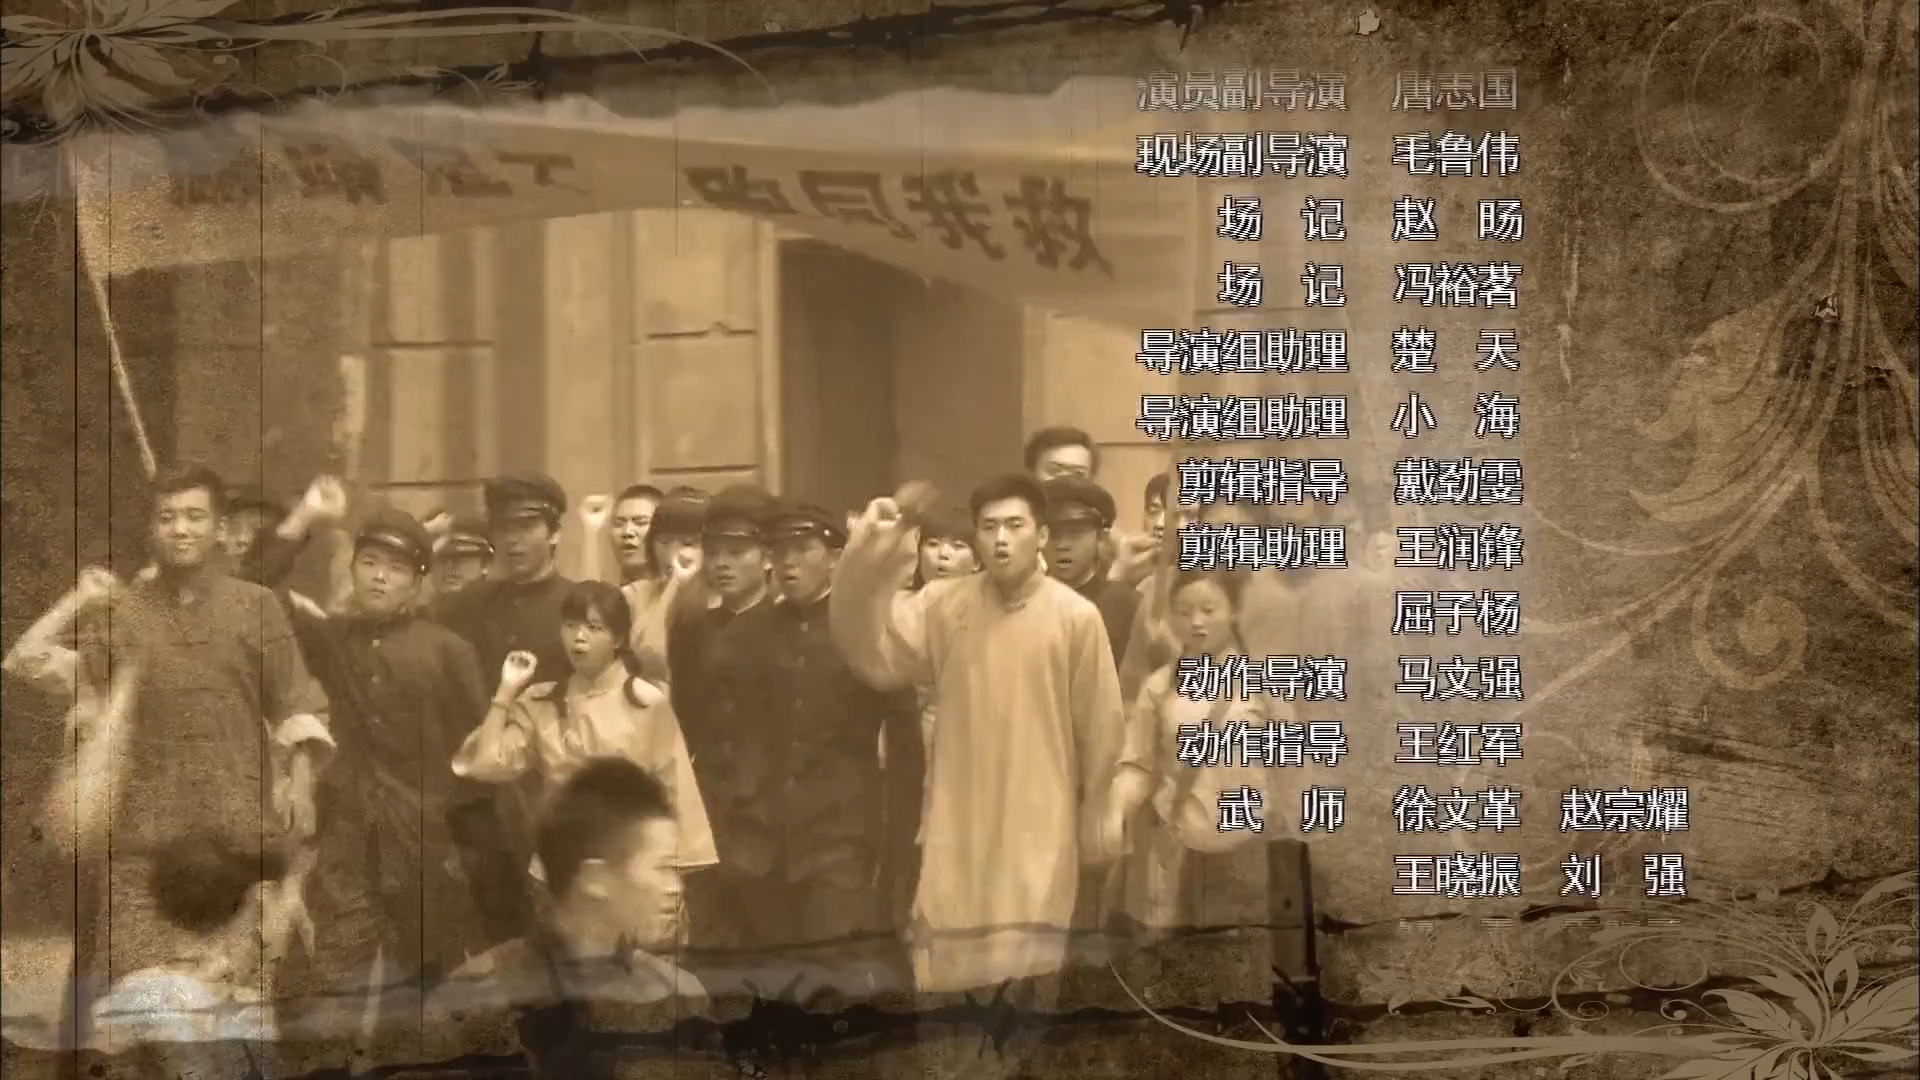 救我同胞
演员副导演 唐志国
现场副导演 毛鲁伟
场 记 赵 旸
场 记 冯裕茗
导演组助理 楚 天
导演组助理 小 海
剪辑指导 戴劲雯
剪辑助理 王润锋
屈子杨
动作导演 马文强
动作指导 王红军
武 师 徐文革 赵宗耀
王晓振 刘 强